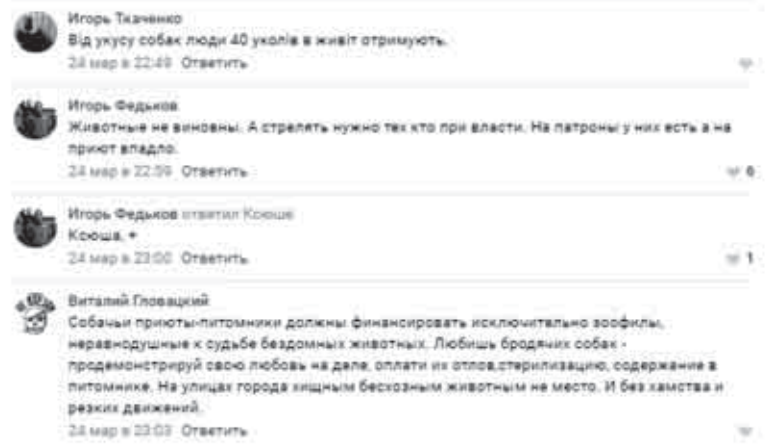 Игорь Ткаченко
Від укусу собак люди 40 уколів в живіт отримують.
24 мар в 22:49 Ответить
Игорь Федьков
Животные не виновны. А стрелять нужно тех кто при власти. На патроны у них есть а на
приют впадло.
24 мар в 22:59 Ответить
6
Игорь Федьков ответил Ксюше
Ксюша, +
24 мар в 23:00 Ответить
1
Виталий Гловацкий
Собачьи приюты-питомники должны финансировать исключительно зоофилы,
неравнодушные к судьбе бездомных животных. Любишь бродячих собак -
продемонстрируй свою любовь на деле, оплати их отлов,стерилизацию, содержание в
питомнике. На улицах города хищным бесхозным животным не место. И без хамства и
резких движений.
24 мар в 23:03 Ответить